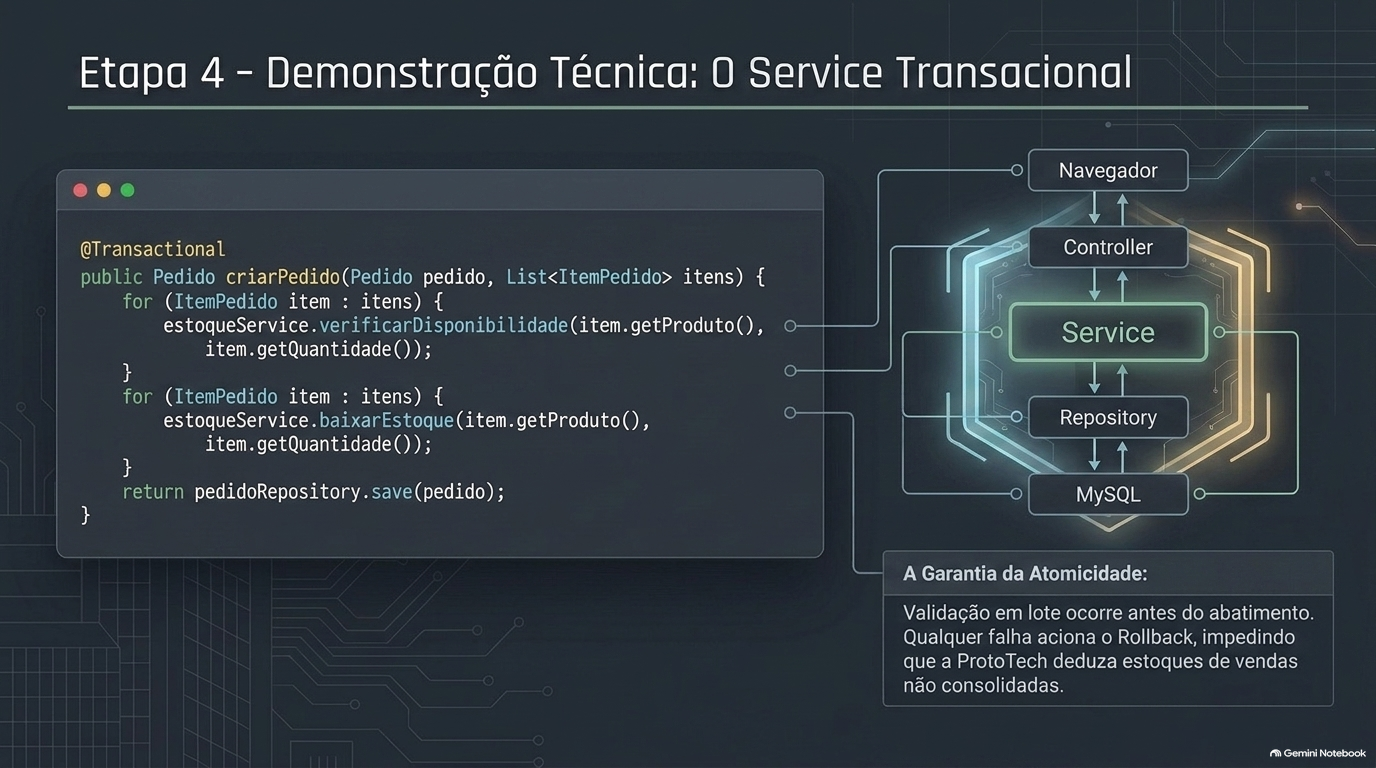 Etapa 4 – Demonstração Técnica: O Service Transacional
@Transactional
public Pedido criarPedido(Pedido pedido, List<ItemPedido> itens) {
    for (ItemPedido item : itens) {
        estoqueService.verificarDisponibilidade(item.getProduto(),
            item.getQuantidade());
    }
    for (ItemPedido item : itens) {
        estoqueService.baixarEstoque(item.getProduto(),
            item.getQuantidade());
    }
    return pedidoRepository.save(pedido);
}
Navegador
Controller
Service
Repository
MySQL
A Garantia da Atomicidade:
Validação em lote ocorre antes do abatimento.
Qualquer falha aciona o Rollback, impedindo
que a ProtoTech deduza estoques de vendas
não consolidadas.
Gemini Notebook